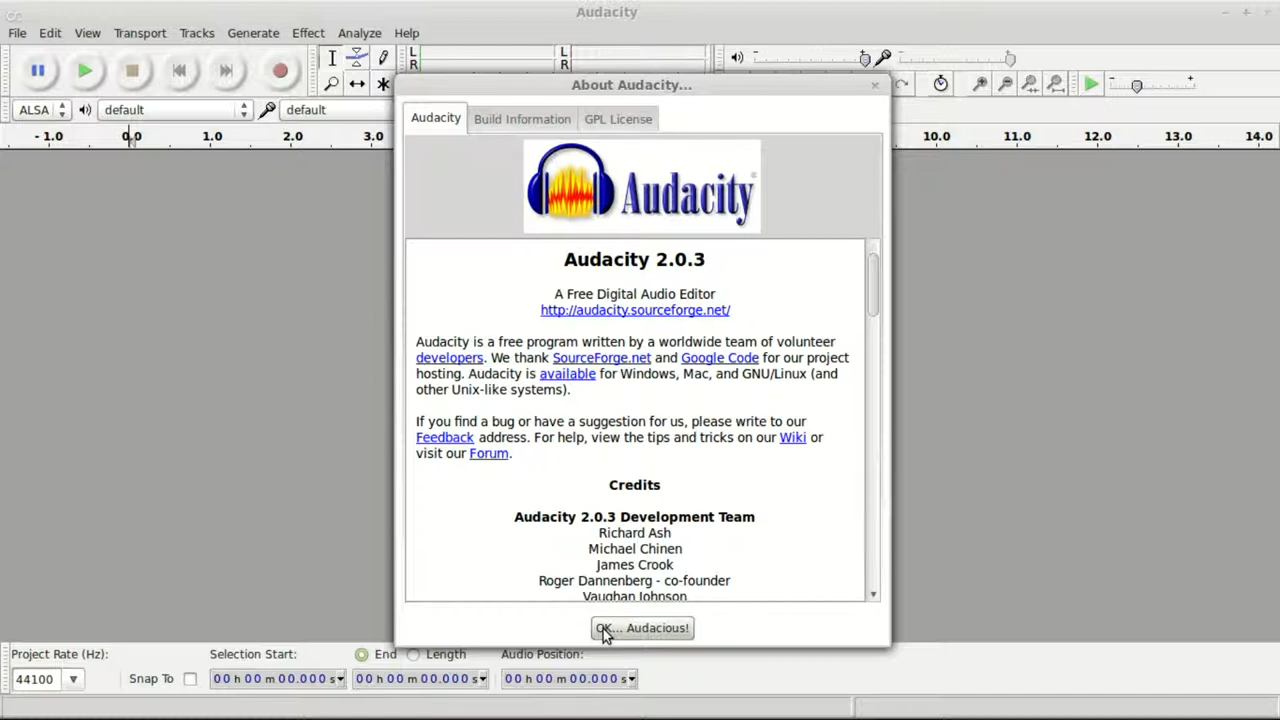 Audacity
File Edit View Transport Tracks Generate Effect Analyze Help
L
R
L
R
About Audacity...
ALSA default default
Audacity Build Information GPL License
- 1.0 0.0 1.0 2.0 3.0 10.0 11.0 12.0 13.0 14.0
Audacity
Audacity 2.0.3
A Free Digital Audio Editor
http://audacity.sourceforge.net/
Audacity is a free program written by a worldwide team of volunteer
developers. We thank SourceForge.net and Google Code for our project
hosting. Audacity is available for Windows, Mac, and GNU/Linux (and
other Unix-like systems).
If you find a bug or have a suggestion for us, please write to our
Feedback address. For help, view the tips and tricks on our Wiki or
visit our Forum.
Credits
Audacity 2.0.3 Development Team
Richard Ash
Michael Chinen
James Crook
Roger Dannenberg - co-founder
Vaughan Johnson
OK... Audacious!
Project Rate (Hz): Selection Start: End Length Audio Position:
44100 Snap To 00 h 00 m 00.000 s 00 h 00 m 00.000 s 00 h 00 m 00.000 s